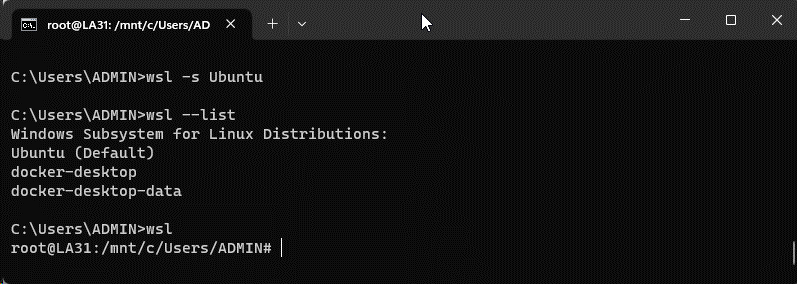 root@LA31: /mnt/c/Users/AD
C:\Users\ADMIN>wsl -s Ubuntu
C:\Users\ADMIN>wsl --list
Windows Subsystem for Linux Distributions:
Ubuntu (Default)
docker-desktop
docker-desktop-data
C:\Users\ADMIN>wsl
root@LA31:/mnt/c/Users/ADMIN#